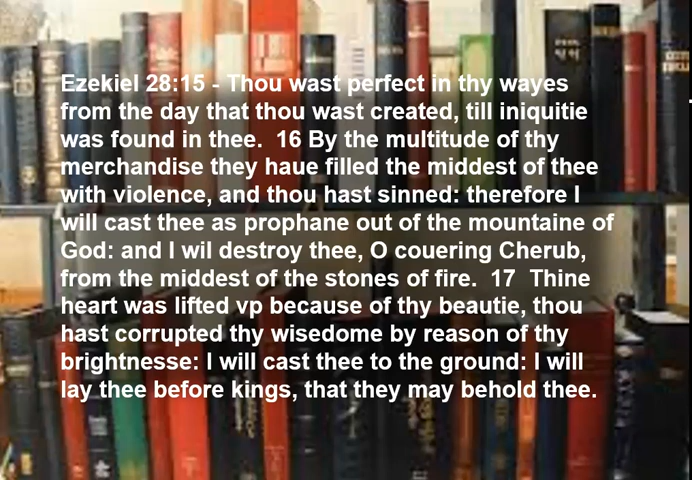 Ezekiel 28:15 - Thou wast perfect in thy wayes
from the day that thou wast created, till iniquitie
was found in thee.  16 By the multitude of thy
merchandise they haue filled the middest of thee
with violence, and thou hast sinned: therefore I
will cast thee as prophane out of the mountaine of
God: and I wil destroy thee, O couering Cherub,
from the middest of the stones of fire.  17  Thine
heart was lifted vp because of thy beautie, thou
hast corrupted thy wisedome by reason of thy
brightnesse: I will cast thee to the ground: I will
lay thee before kings, that they may behold thee.